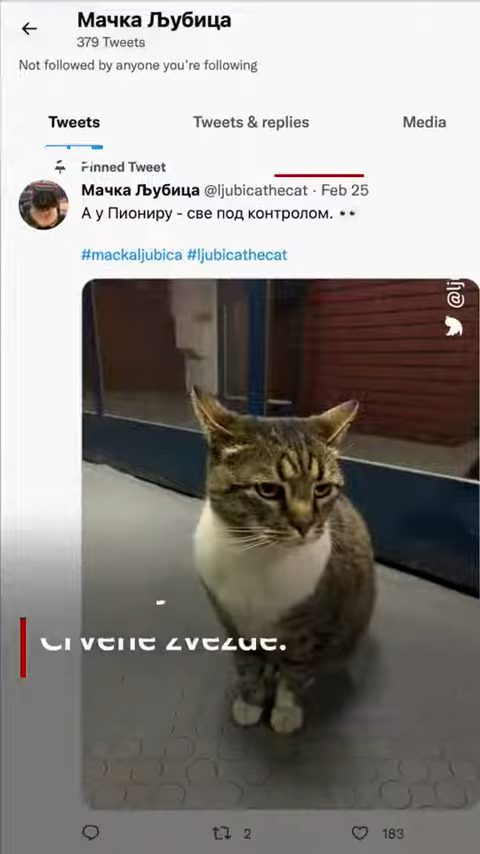 Мачка Љубица
379 Tweets
Not followed by anyone you're following
Tweets Tweets & replies Media
Pinned Tweet
Мачка Љубица @ljubicathecat · Feb 25
А у Пиониру - све под контролом. 👀
#mackaljubica #ljubicathecat
@lj
Crvene zvezde.
2 183